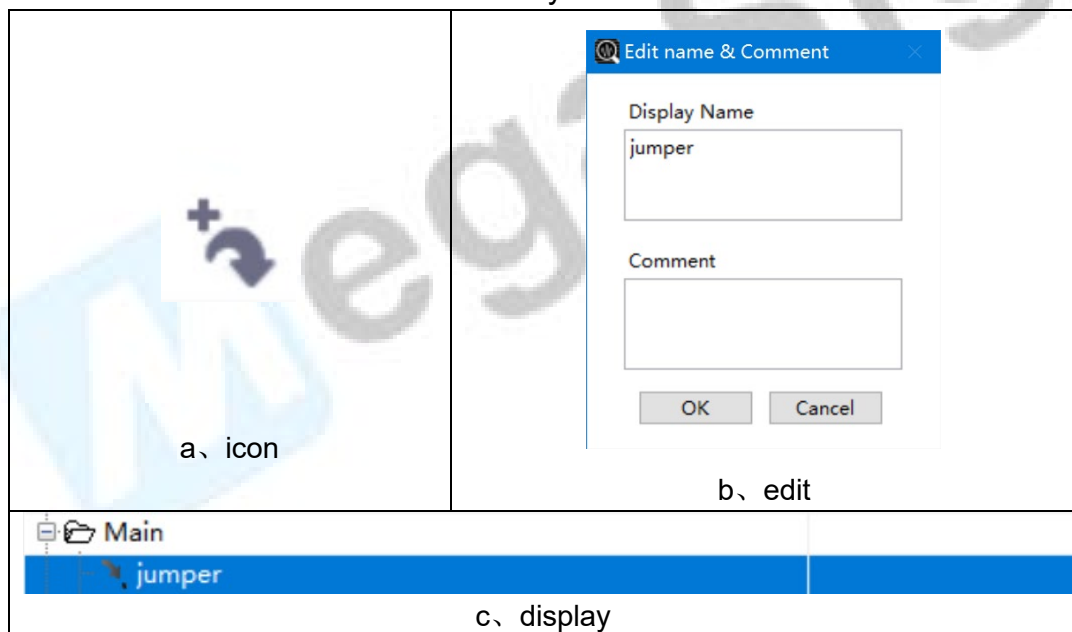 Edit name & Comment
Display Name
jumper
Comment
OK Cancel
a、icon
b、edit
Main
jumper
c、display